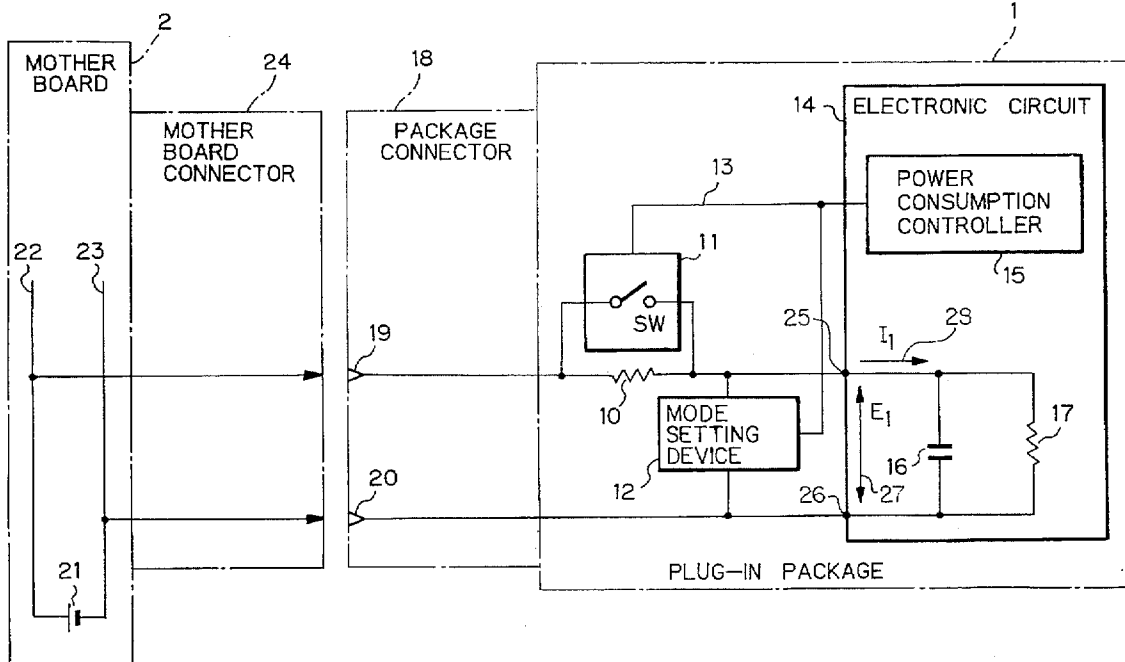 1
2
MOTHER
BOARD
24
18
14
ELECTRONIC CIRCUIT
MOTHER
BOARD
CONNECTOR
PACKAGE
CONNECTOR
13
POWER
CONSUMPTION
CONTROLLER
15
22
23
11
SW
19
25
I1
28
10
MODE
SETTING
DEVICE
12
E1
16
17
20
26
27
21
PLUG-IN PACKAGE